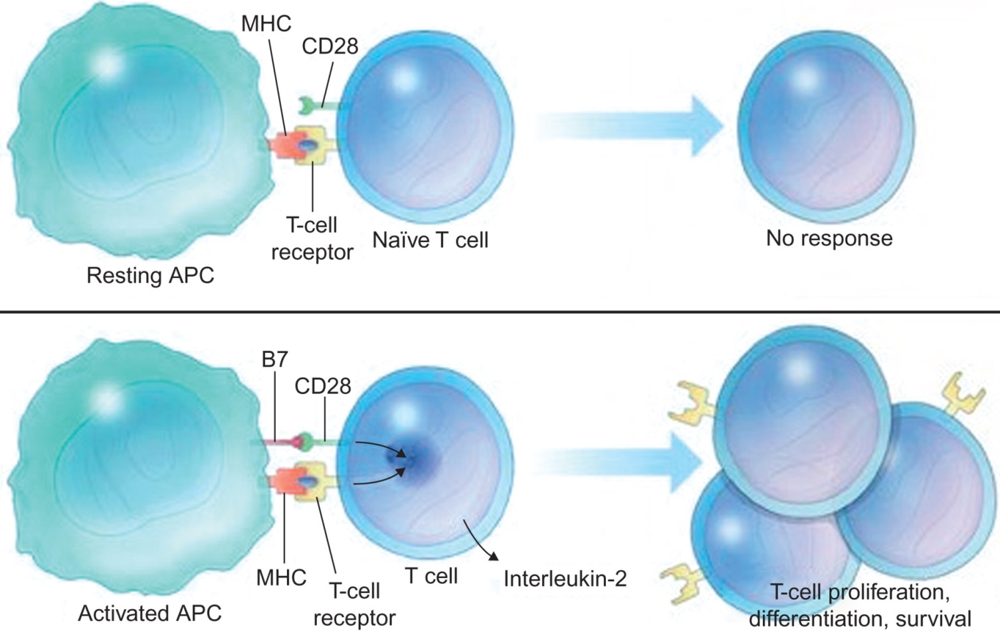 MHC
CD28
T-cell
receptor
Naïve T cell
Resting APC
No response
B7
CD28
MHC
T-cell
receptor
T cell
Interleukin-2
Activated APC
T-cell proliferation,
differentiation, survival